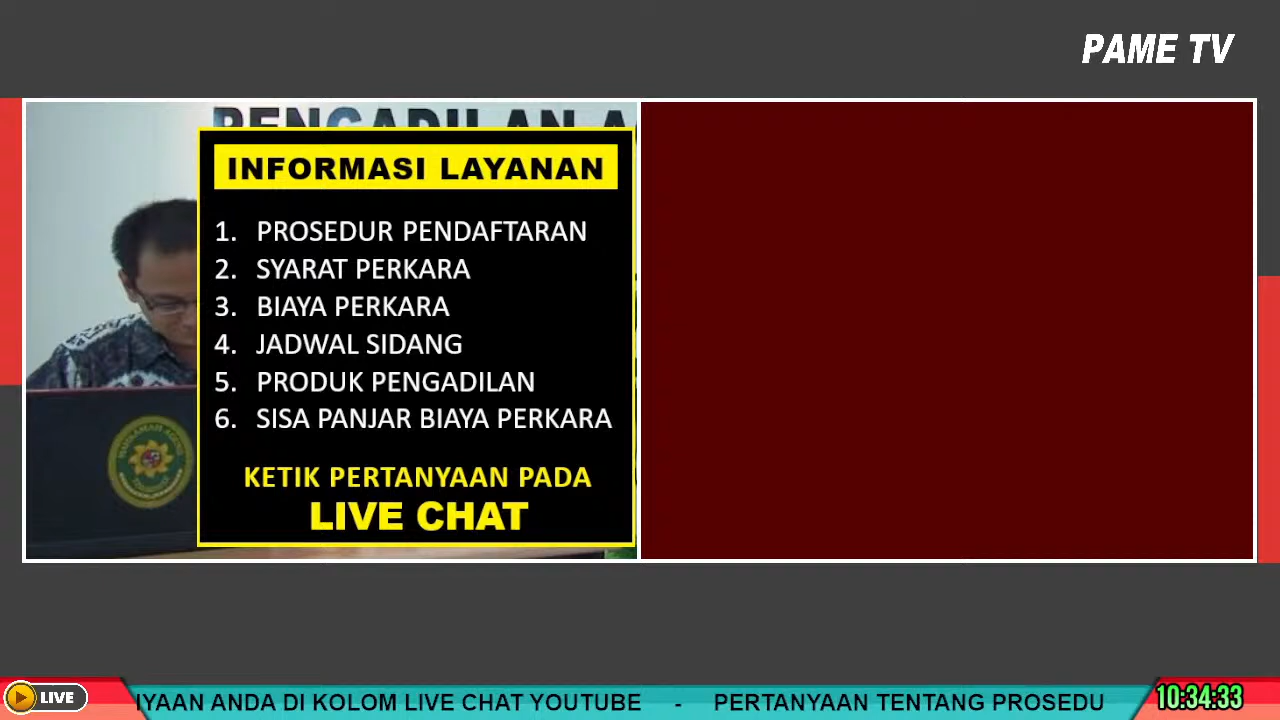 PAME TV
PENGADILAN A
INFORMASI LAYANAN
1. PROSEDUR PENDAFTARAN
2. SYARAT PERKARA
3. BIAYA PERKARA
4. JADWAL SIDANG
5. PRODUK PENGADILAN
6. SISA PANJAR BIAYA PERKARA
KETIK PERTANYAAN PADA
LIVE CHAT
LIVE
IYAAN ANDA DI KOLOM LIVE CHAT YOUTUBE - PERTANYAAN TENTANG PROSEDU
10:34:33